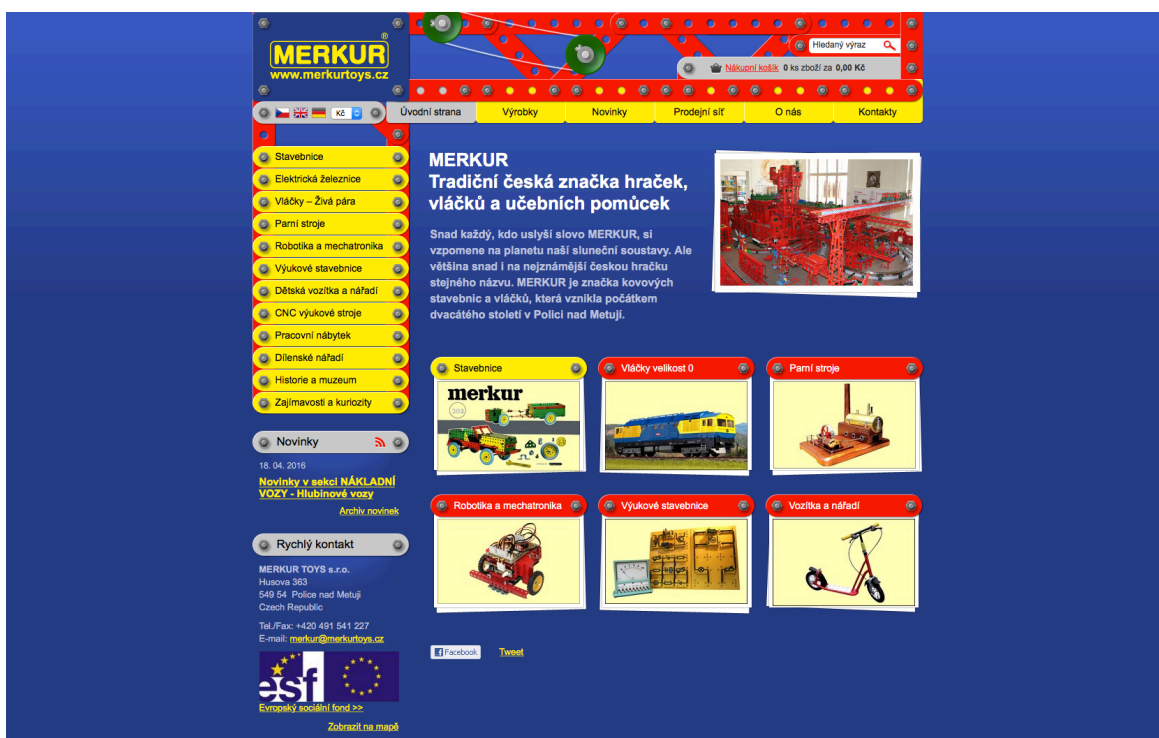 MERKUR®
www.merkurtoys.cz
Hledaný výraz
Nákupní košík 0 ks zboží za 0,00 Kč
Kč
Úvodní strana
Výrobky
Novinky
Prodejní síť
O nás
Kontakty
Stavebnice
Elektrická železnice
Vláčky – Živá pára
Parní stroje
Robotika a mechatronika
Výukové stavebnice
Dětská vozítka a nářadí
CNC výukové stroje
Pracovní nábytek
Dílenské nářadí
Historie a muzeum
Zajímavosti a kuriozity
Novinky
18. 04. 2016
Novinky v sekci NÁKLADNÍ
VOZY - Hlubinové vozy
Archiv novinek
Rychlý kontakt
MERKUR TOYS s.r.o.
Husova 363
549 54 Police nad Metují
Czech Republic
Tel./Fax: +420 491 541 227
E-mail: merkur@merkurtoys.cz
esf
Evropský sociální fond >>
Zobrazit na mapě
MERKUR
Tradiční česká značka hraček,
vláčků a učebních pomůcek
Snad každý, kdo uslyší slovo MERKUR, si
vzpomene na planetu naší sluneční soustavy. Ale
většina snad i na nejznámější českou hračku
stejného názvu. MERKUR je značka kovových
stavebnic a vláčků, která vznikla počátkem
dvacátého století v Polici nad Metují.
Stavebnice
merkur
302
Vláčky velikost 0
Parní stroje
Robotika a mechatronika
Výukové stavebnice
Vozítka a nářadí
Facebook
Tweet